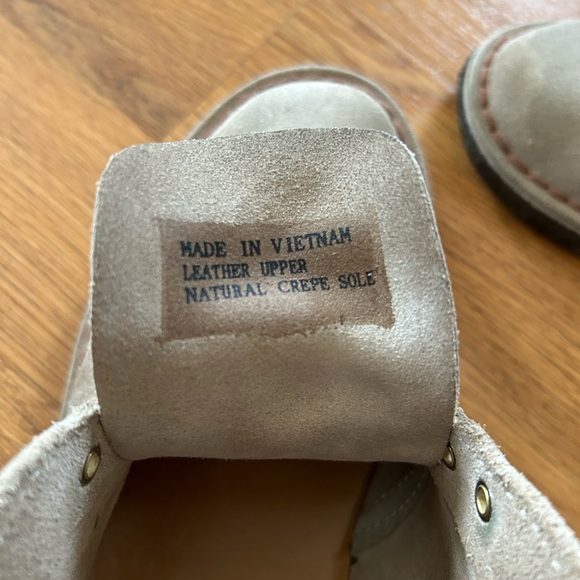 MADE IN VIETNAM
LEATHER UPPER
NATURAL CREPE SOLE